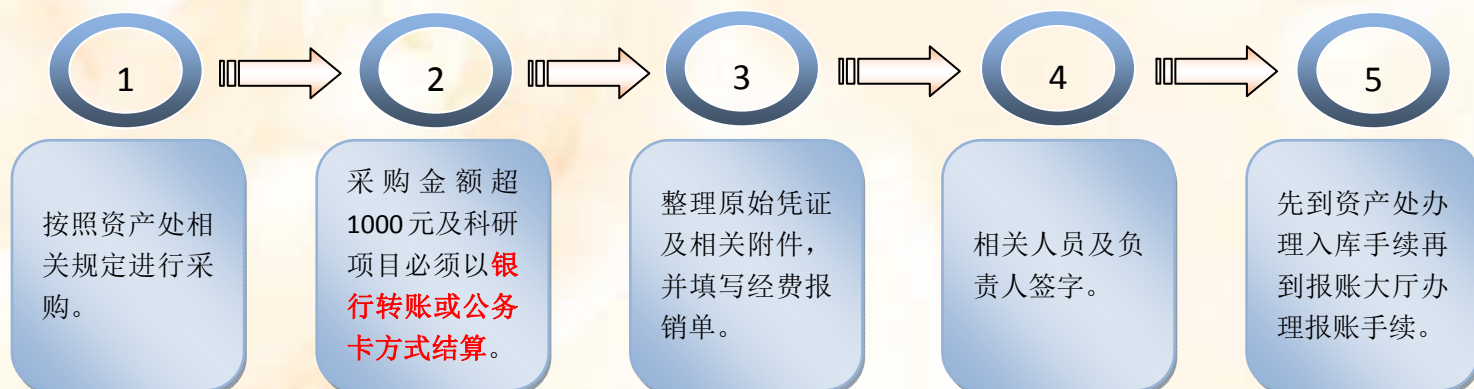 1
2
3
4
5
按照资产处相
关规定进行采
购。
采购金额超
1000元及科研
项目必须以银
行转账或公务
卡方式结算。
整理原始凭证
及相关附件，
并填写经费报
销单。
相关人员及负
责人签字。
先到资产处办
理入库手续再
到报账大厅办
理报账手续。